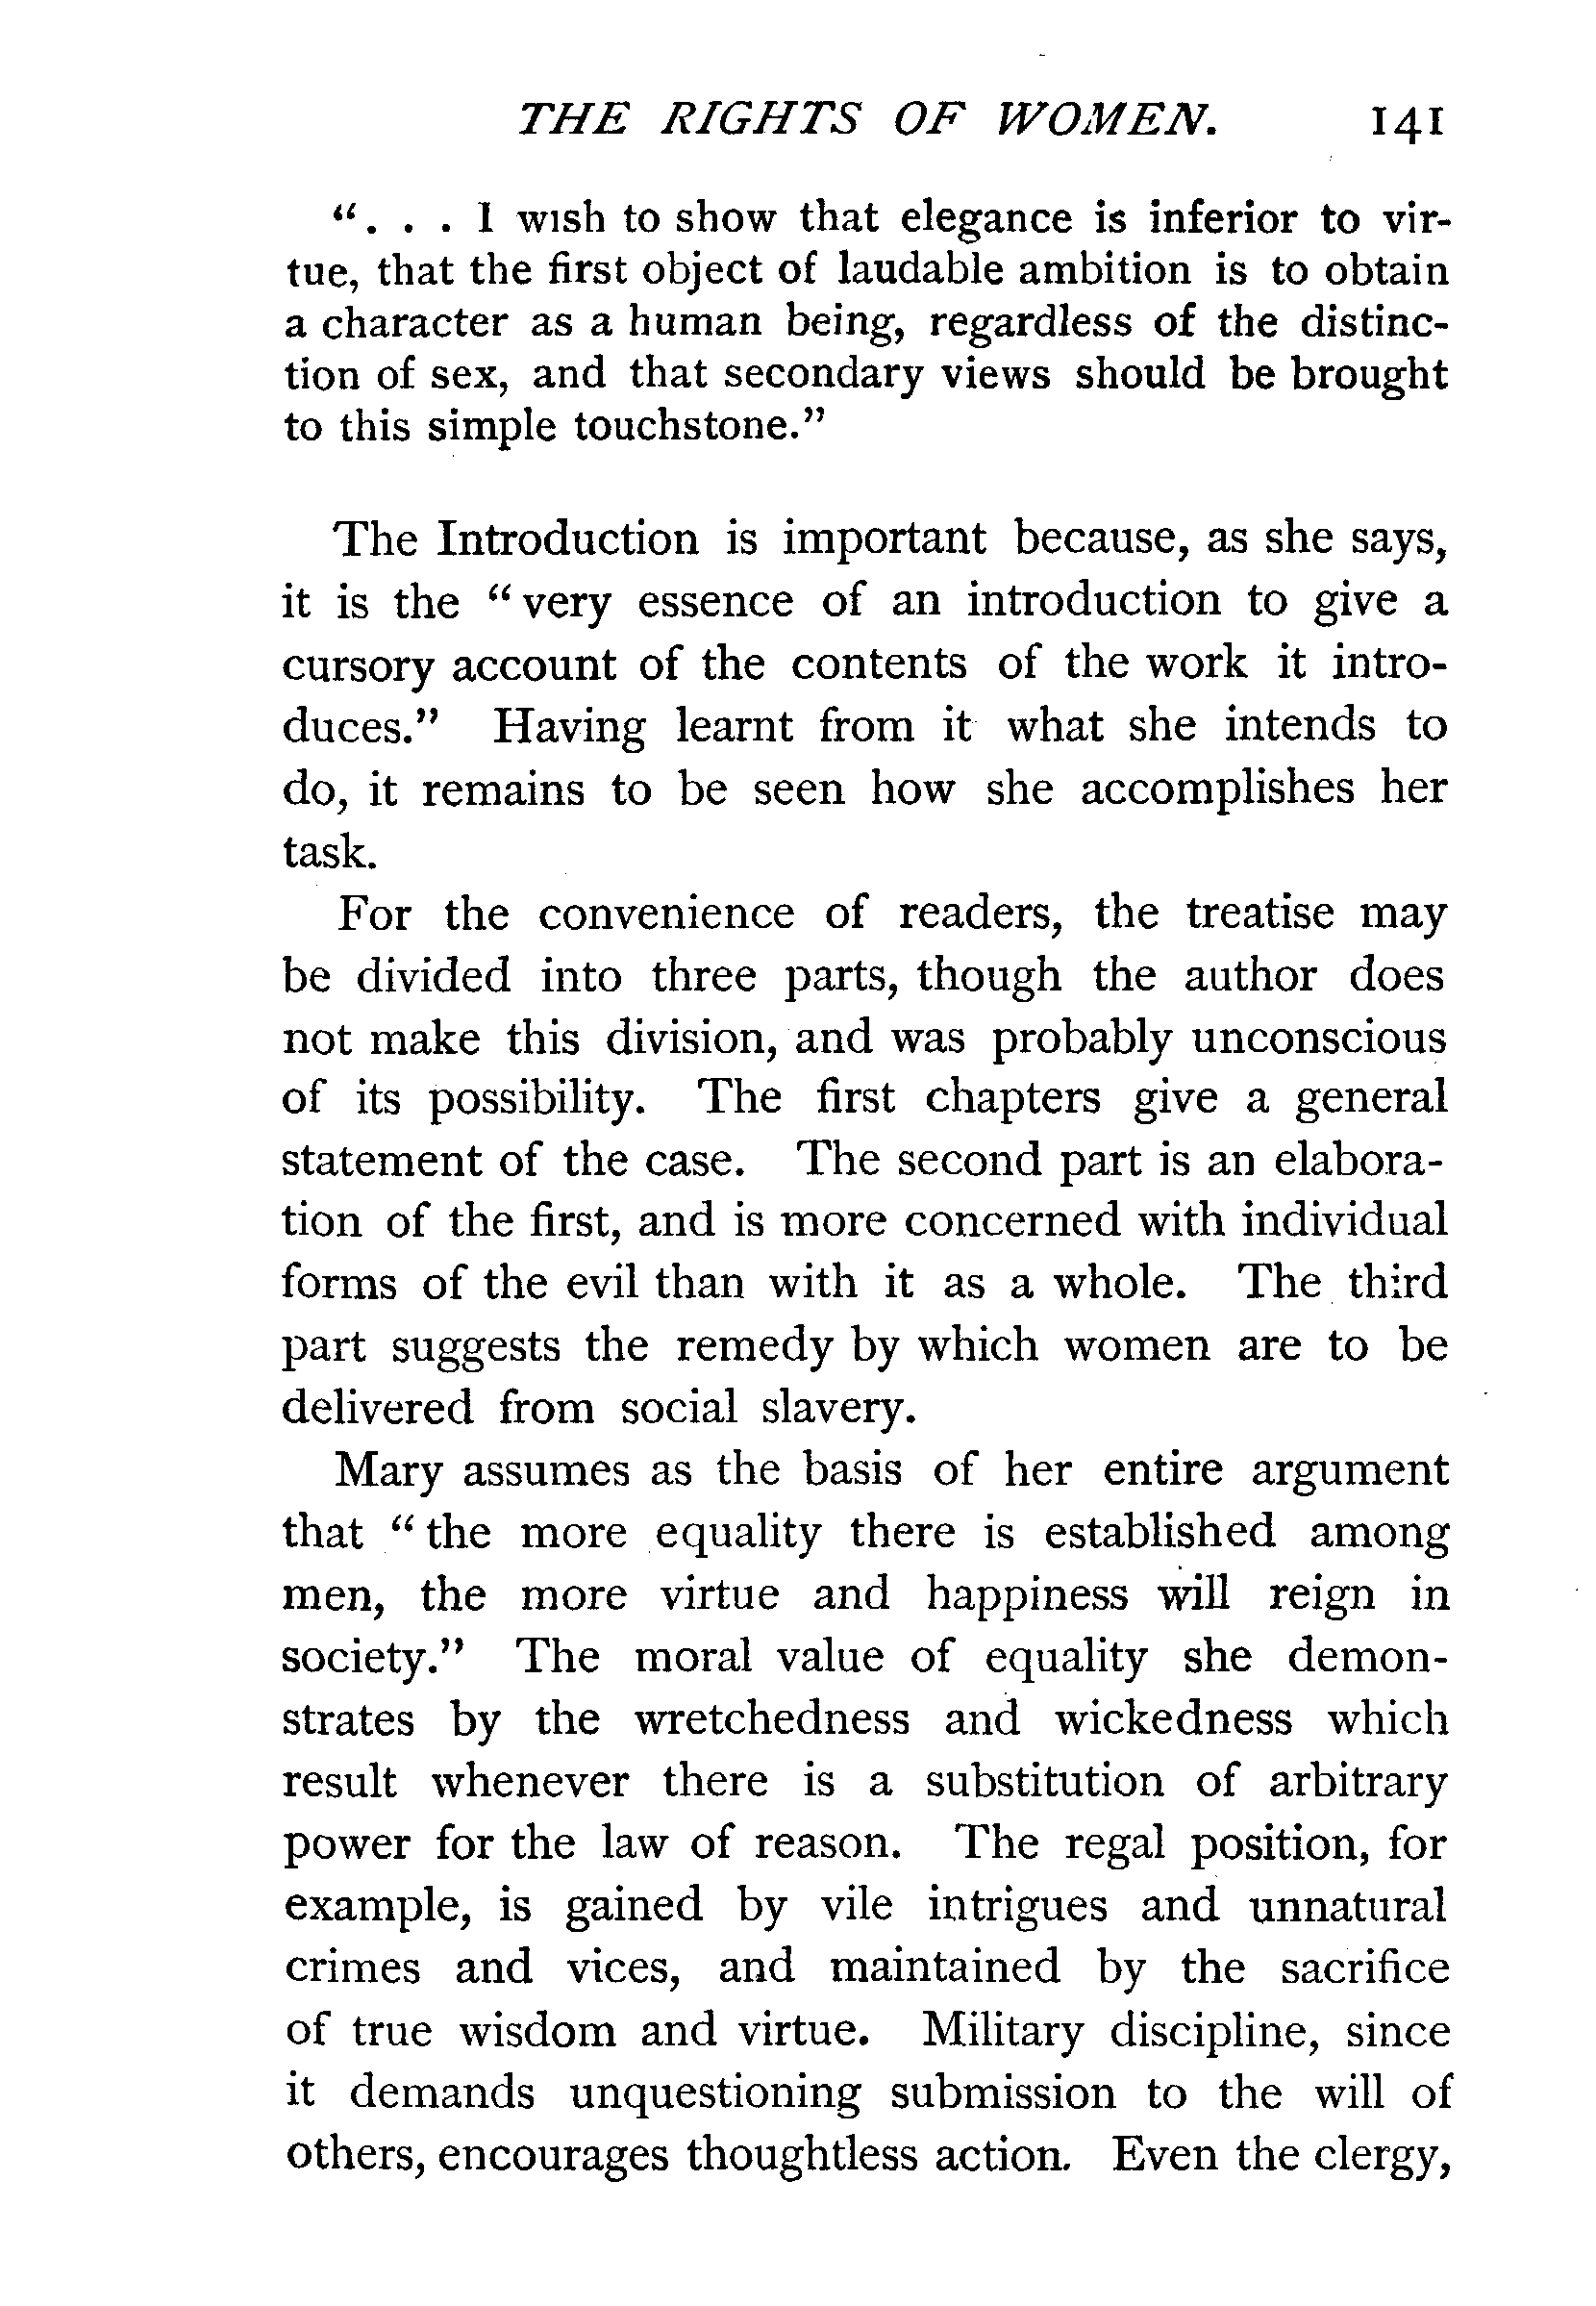 THE RIGHTS OF WOMEN. 141
“. . . I wish to show that elegance is inferior to vir-
tue, that the first object of laudable ambition is to obtain
a character as a human being, regardless of the distinc-
tion of sex, and that secondary views should be brought
to this simple touchstone.”
The Introduction is important because, as she says,
it is the “very essence of an introduction to give a
cursory account of the contents of the work it intro-
duces.” Having learnt from it what she intends to
do, it remains to be seen how she accomplishes her
task.
For the convenience of readers, the treatise may
be divided into three parts, though the author does
not make this division, and was probably unconscious
of its possibility. The first chapters give a general
statement of the case. The second part is an elabora-
tion of the first, and is more concerned with individual
forms of the evil than with it as a whole. The third
part suggests the remedy by which women are to be
delivered from social slavery.
Mary assumes as the basis of her entire argument
that “the more equality there is established among
men, the more virtue and happiness will reign in
society.” The moral value of equality she demon-
strates by the wretchedness and wickedness which
result whenever there is a substitution of arbitrary
power for the law of reason. The regal position, for
example, is gained by vile intrigues and unnatural
crimes and vices, and maintained by the sacrifice
of true wisdom and virtue. Military discipline, since
it demands unquestioning submission to the will of
others, encourages thoughtless action. Even the clergy,